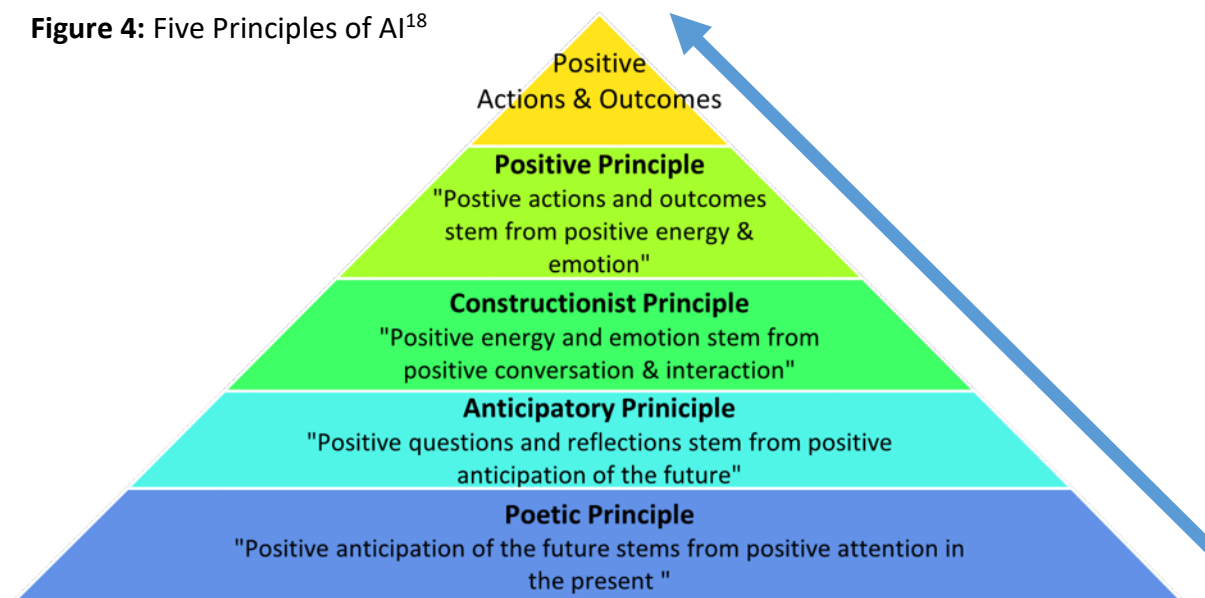 Figure 4: Five Principles of AI¹⁸
Positive
Actions & Outcomes
Positive Principle
"Postive actions and outcomes
stem from positive energy &
emotion"
Constructionist Principle
"Positive energy and emotion stem from
positive conversation & interaction"
Anticipatory Priniciple
"Positive questions and reflections stem from positive
anticipation of the future"
Poetic Principle
"Positive anticipation of the future stems from positive attention in
the present "